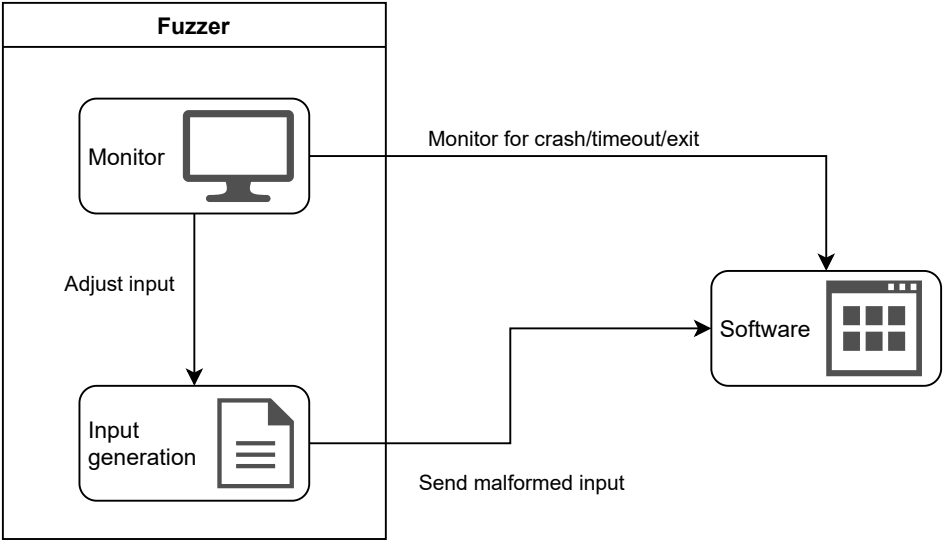 Fuzzer
Monitor
Monitor for crash/timeout/exit
Adjust input
Software
Input
generation
Send malformed input